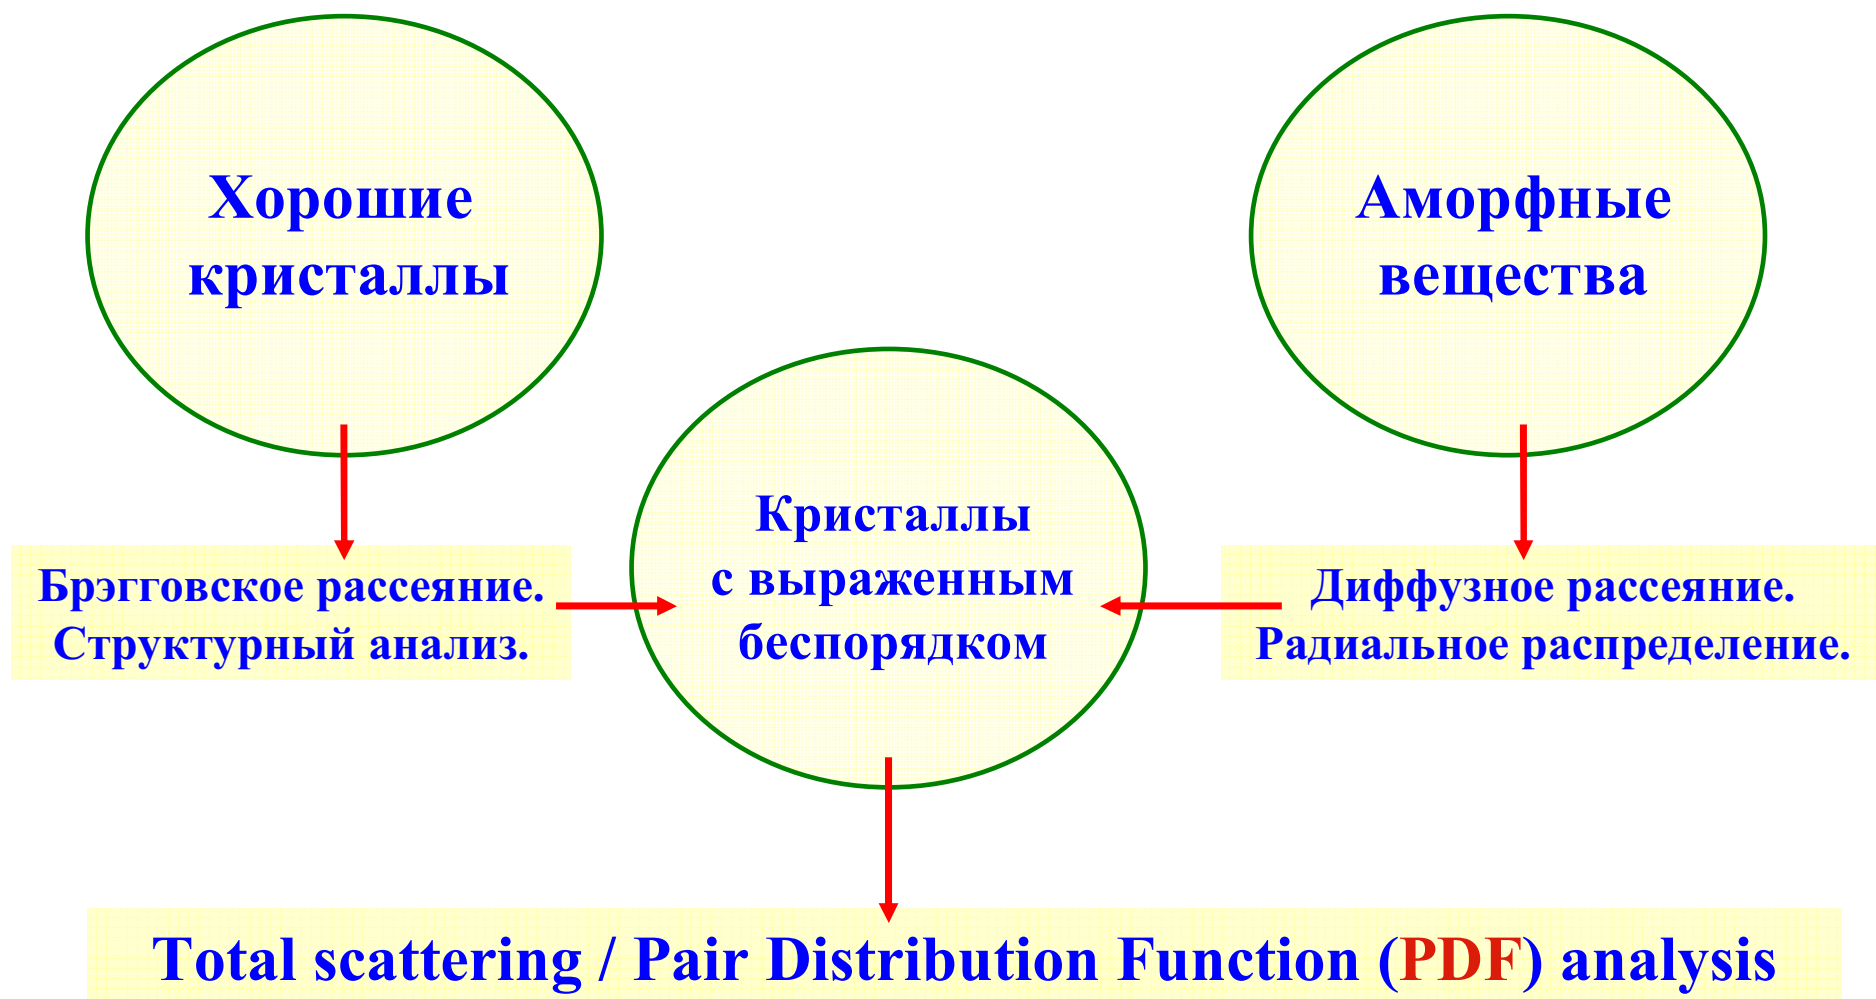 Хорошие
кристаллы
Аморфные
вещества
Кристаллы
с выраженным
беспорядком
Брэгговское рассеяние.
Структурный анализ.
Диффузное рассеяние.
Радиальное распределение.
Total scattering / Pair Distribution Function (PDF) analysis